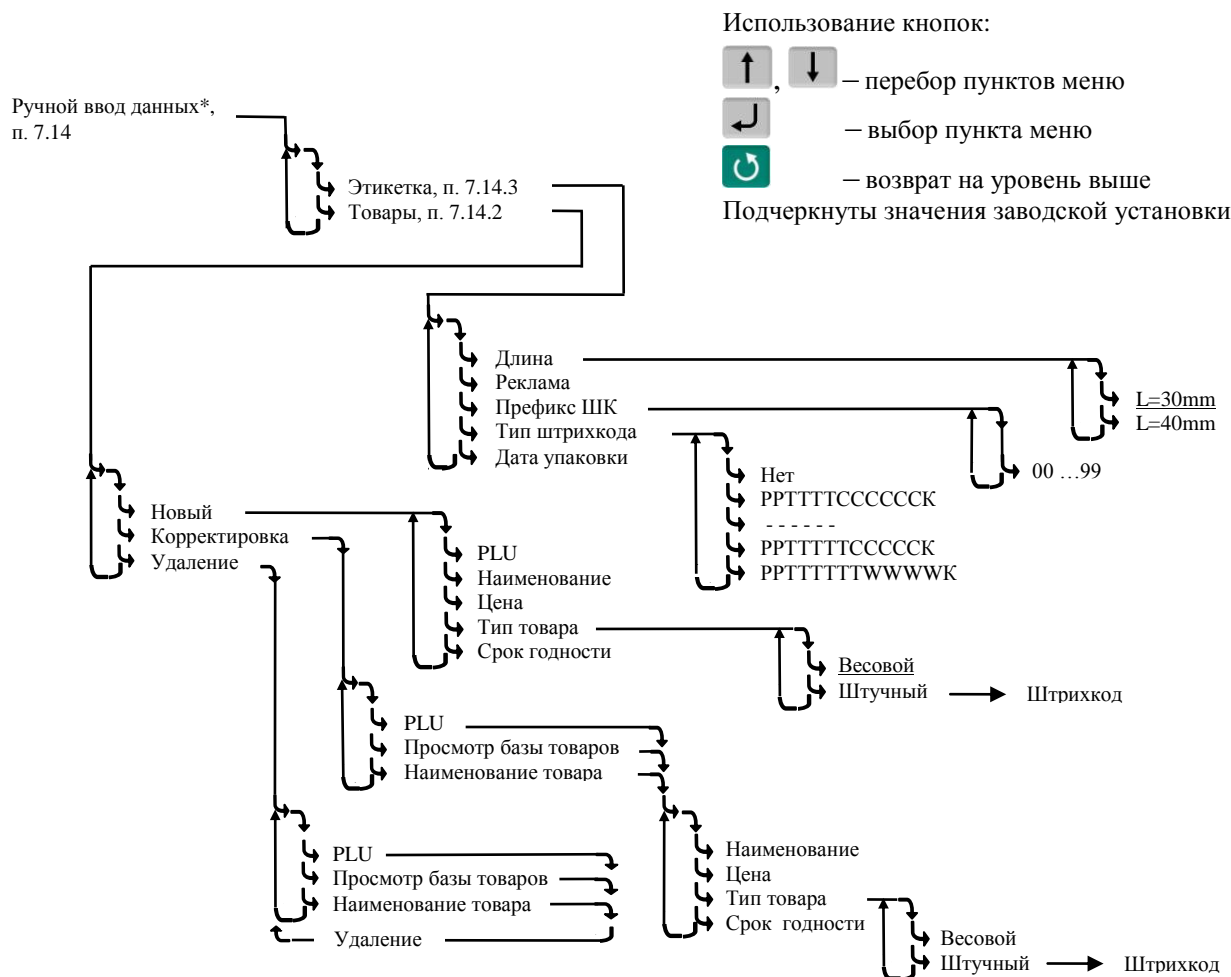 Использование кнопок:
, – перебор пунктов меню
– выбор пункта меню
– возврат на уровень выше
Подчеркнуты значения заводской установки
Ручной ввод данных*,
п. 7.14
Этикетка, п. 7.14.3
Товары, п. 7.14.2
Длина
Реклама
Префикс ШК
Тип штрихкода
Дата упаковки
L=30mm
L=40mm
00 …99
Нет
РРТТТТССССССК
- - - - - -
РРТТТТТСССССК
РРТТТТТТWWWWК
Новый
Корректировка
Удаление
PLU
Наименование
Цена
Тип товара
Срок годности
Весовой
Штучный
Штрихкод
PLU
Просмотр базы товаров
Наименование товара
Наименование
Цена
Тип товара
Срок годности
Весовой
Штучный
Штрихкод
PLU
Просмотр базы товаров
Наименование товара
Удаление